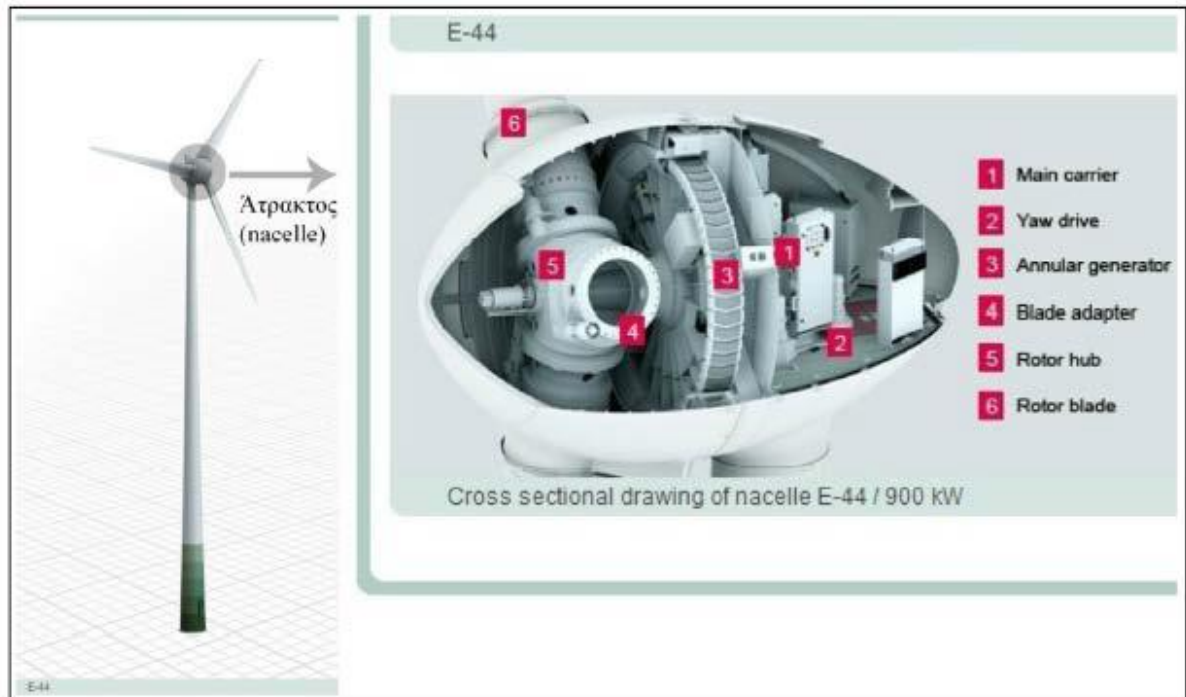 Άτρακτος
(nacelle)
E-44
E-44
6
5
4
3
1
2
1 Main carrier
2 Yaw drive
3 Annular generator
4 Blade adapter
5 Rotor hub
6 Rotor blade
Cross sectional drawing of nacelle E-44 / 900 kW